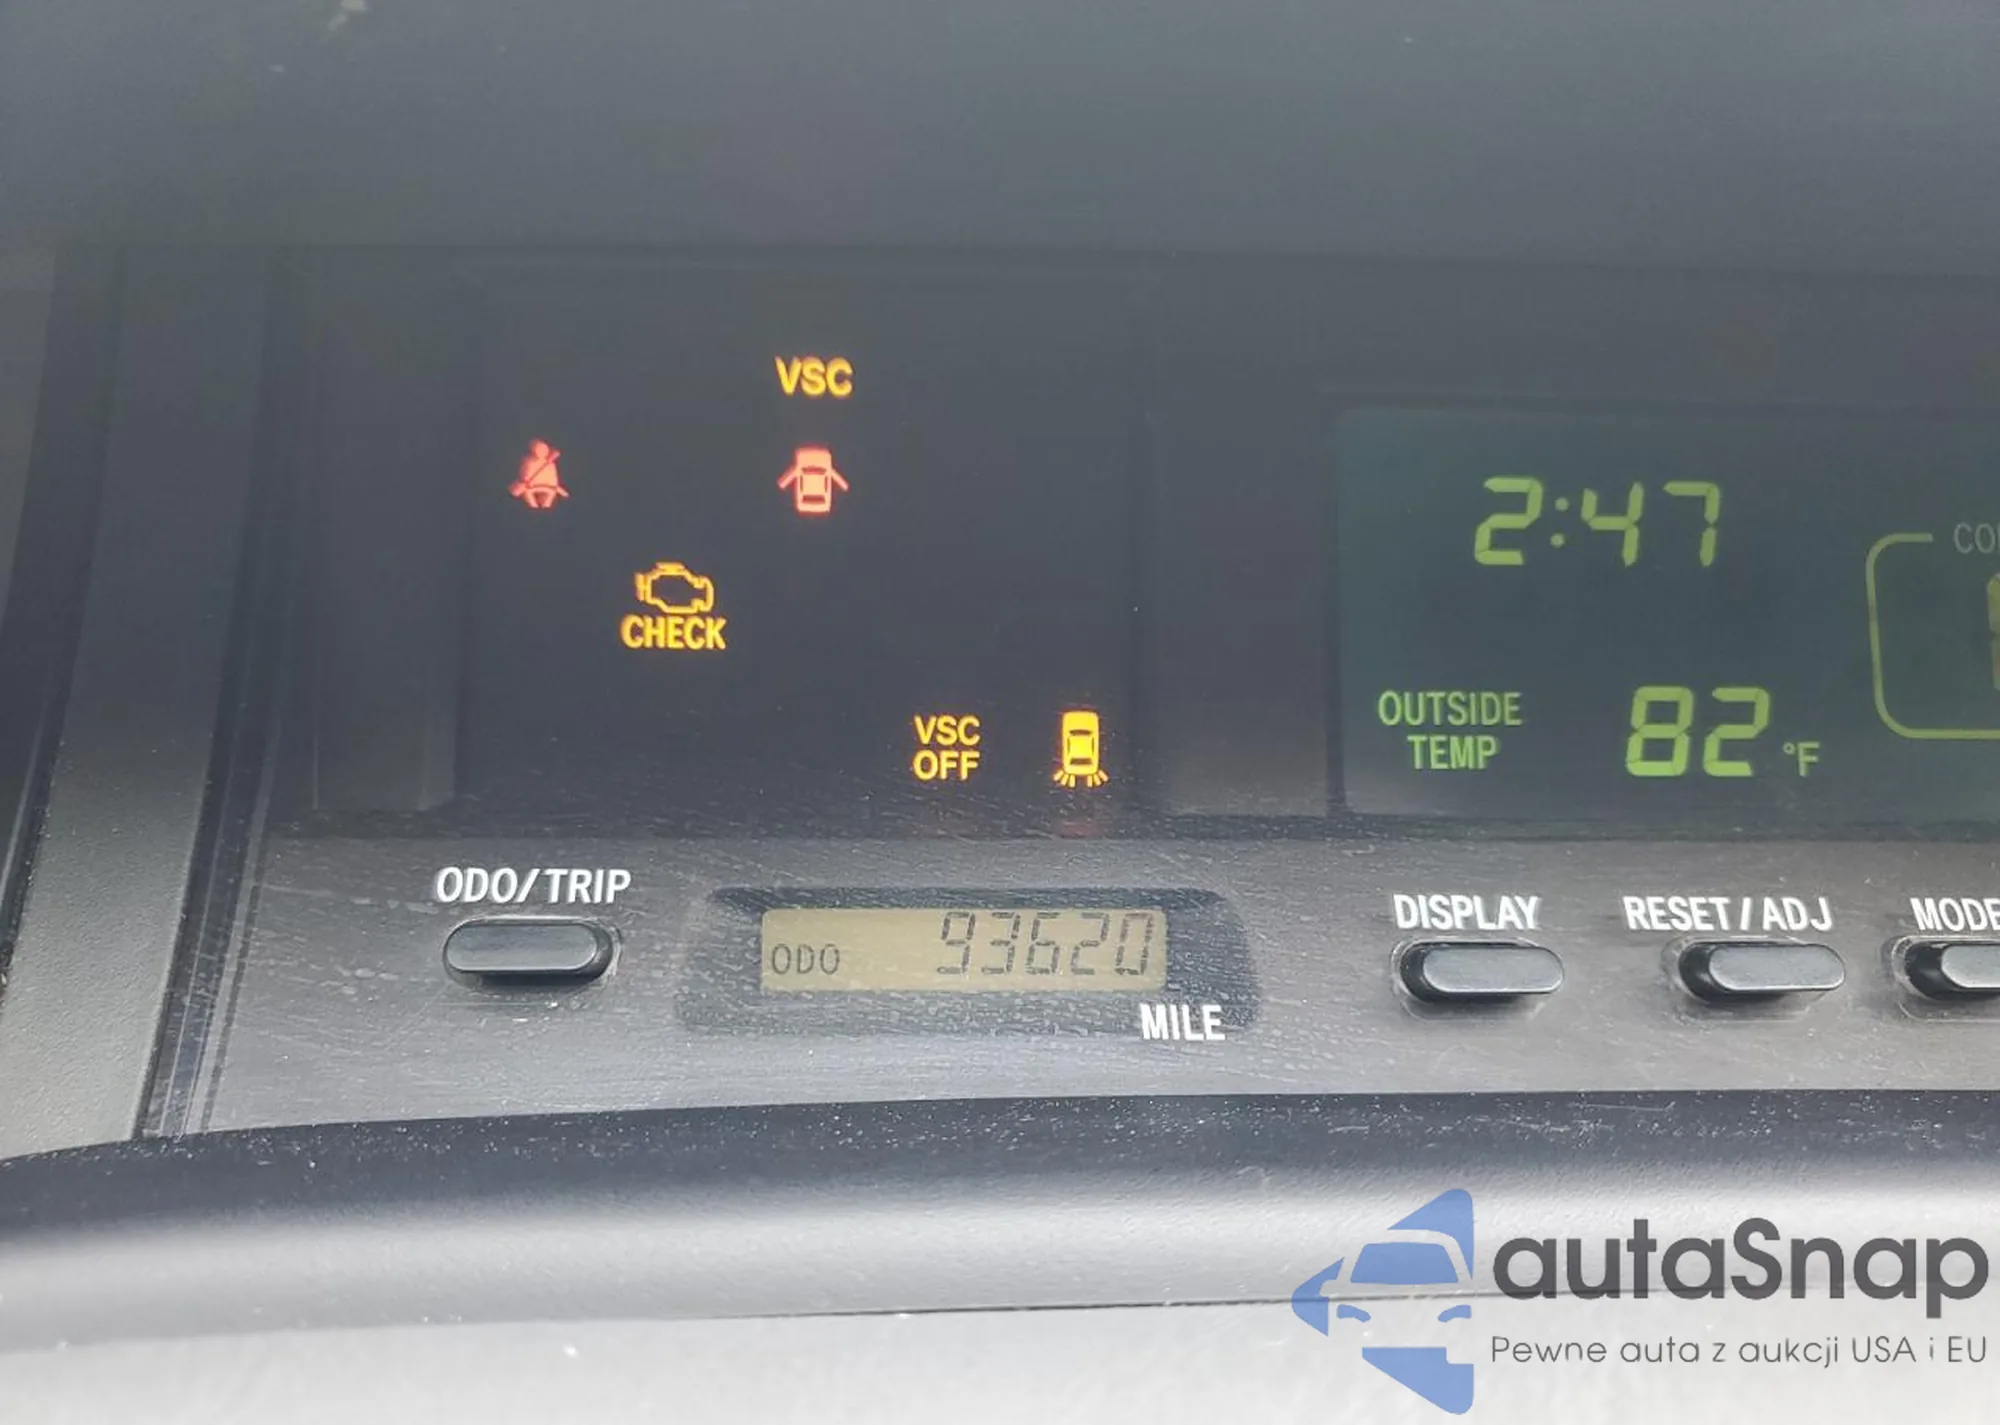 VSC
CHECK
VSC
OFF
2:47
OUTSIDE
TEMP
82 °F
ODO/TRIP
ODO 93620
MILE
DISPLAY
RESET/ADJ
MODE
autaSnap
Pewne auta z aukcji USA i EU